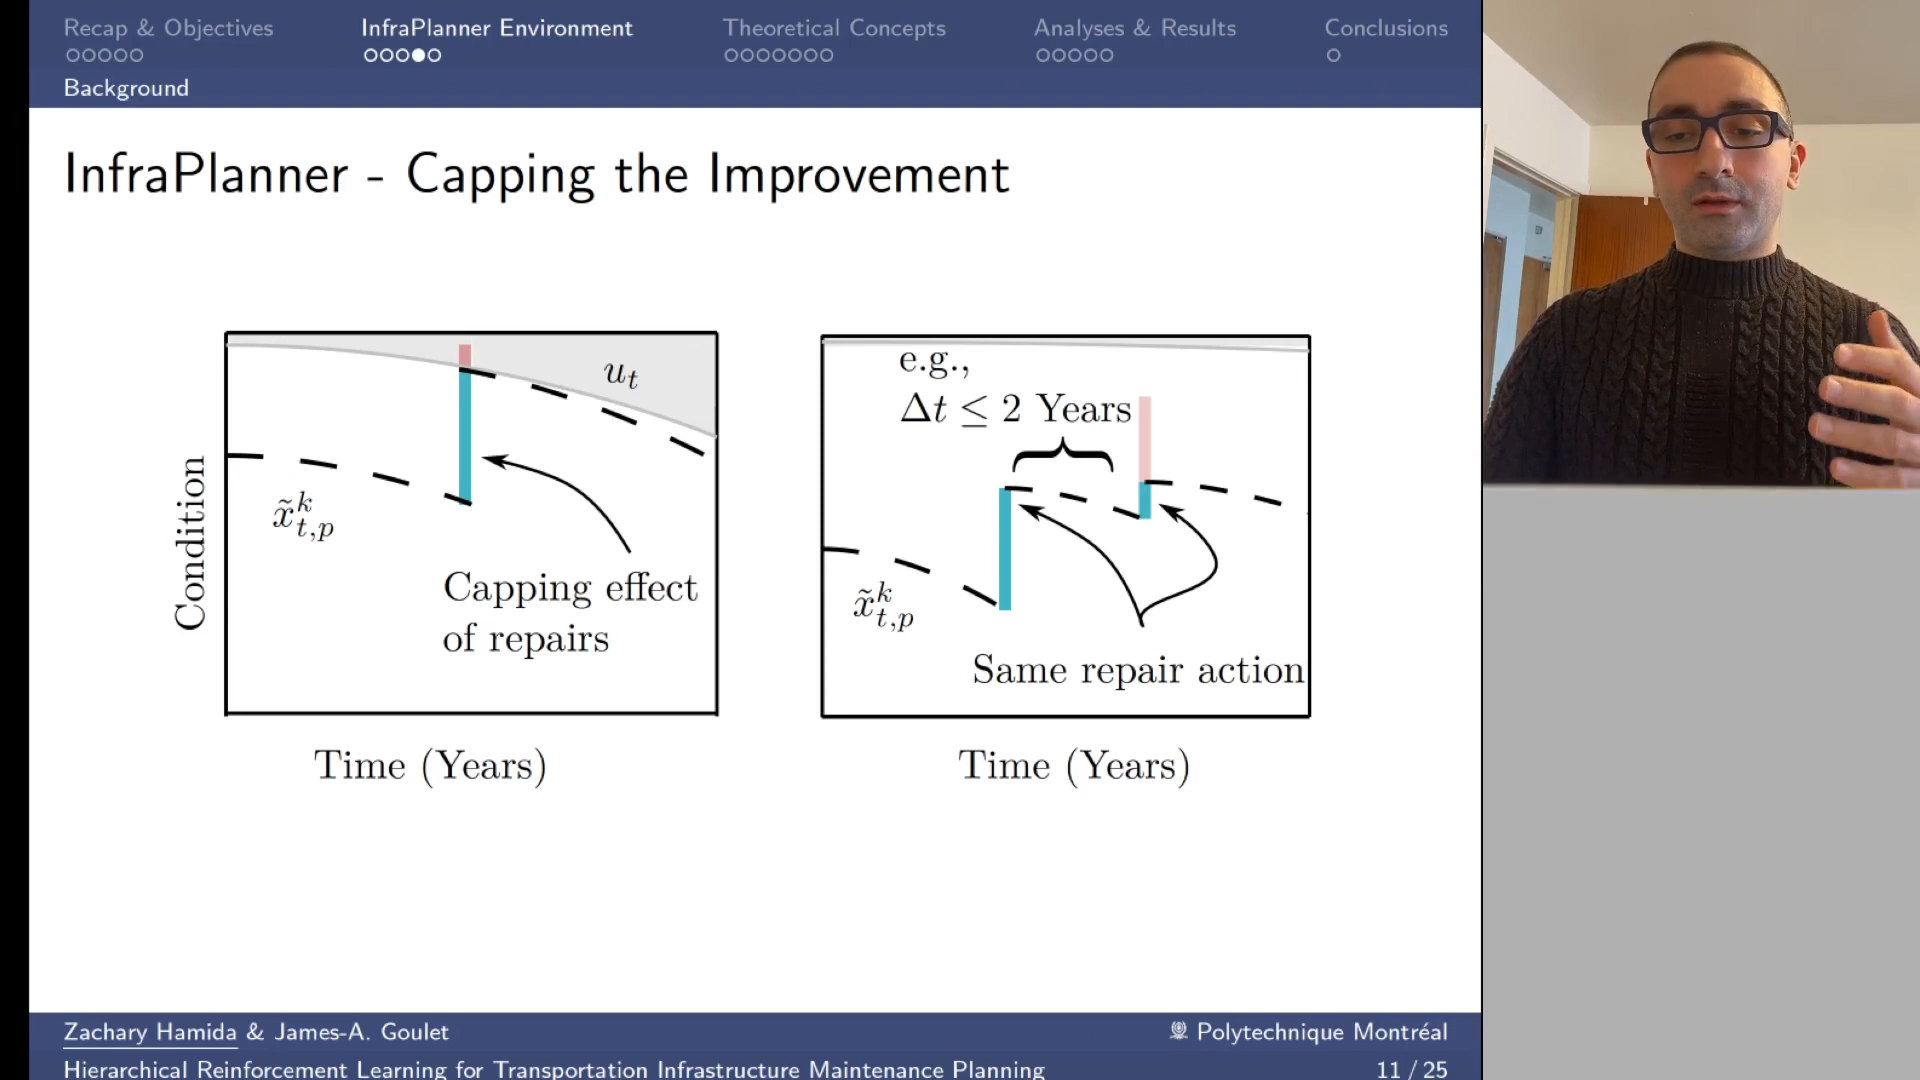 Recap & Objectives
InfraPlanner Environment
Theoretical Concepts
Analyses & Results
Conclusions
Background
InfraPlanner - Capping the Improvement
Condition
u_t
x̃^k_{t,p}
Capping effect
of repairs
Time (Years)
e.g.,
Δt ≤ 2 Years
x̃^k_{t,p}
Same repair action
Time (Years)
Zachary Hamida & James-A. Goulet
Polytechnique Montréal
Hierarchical Reinforcement Learning for Transportation Infrastructure Maintenance Planning
11 / 25